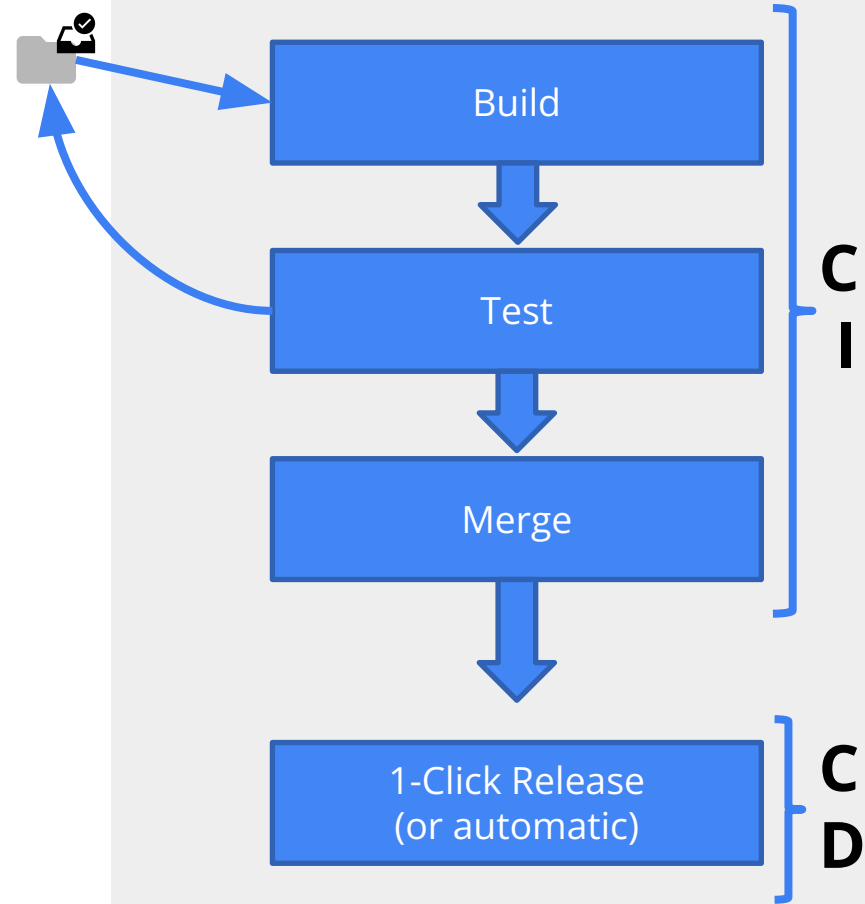 Build
Test
C
I
Merge
1-Click Release
(or automatic)
C
D